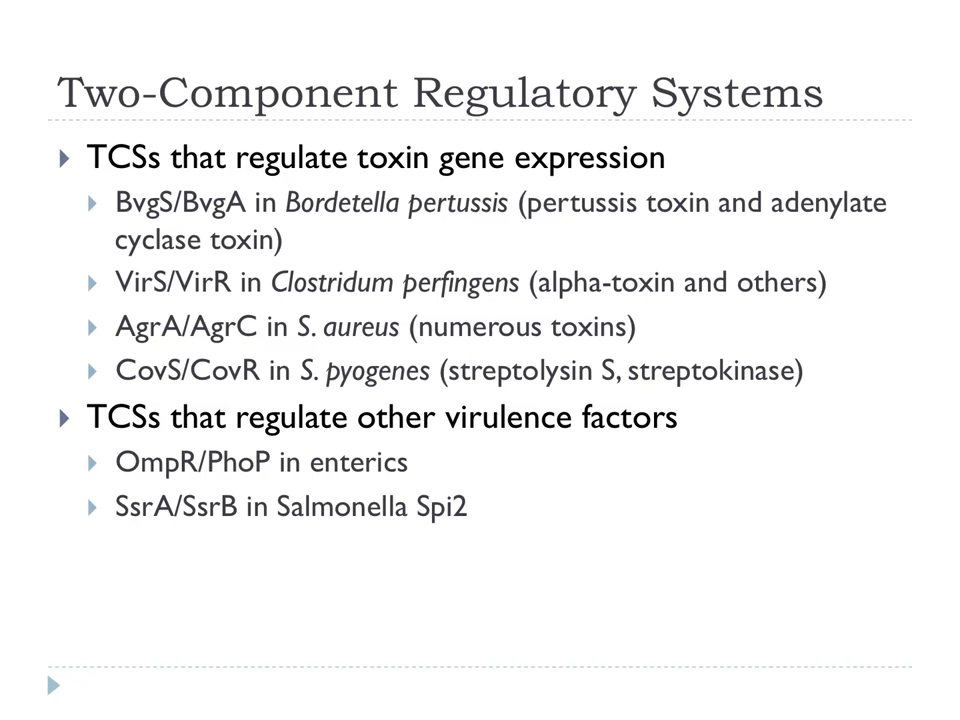 Two-Component Regulatory Systems
TCSs that regulate toxin gene expression
BvgS/BvgA in Bordetella pertussis (pertussis toxin and adenylate
cyclase toxin)
VirS/VirR in Clostridum perfingens (alpha-toxin and others)
AgrA/AgrC in S. aureus (numerous toxins)
CovS/CovR in S. pyogenes (streptolysin S, streptokinase)
TCSs that regulate other virulence factors
OmpR/PhoP in enterics
SsrA/SsrB in Salmonella Spi2